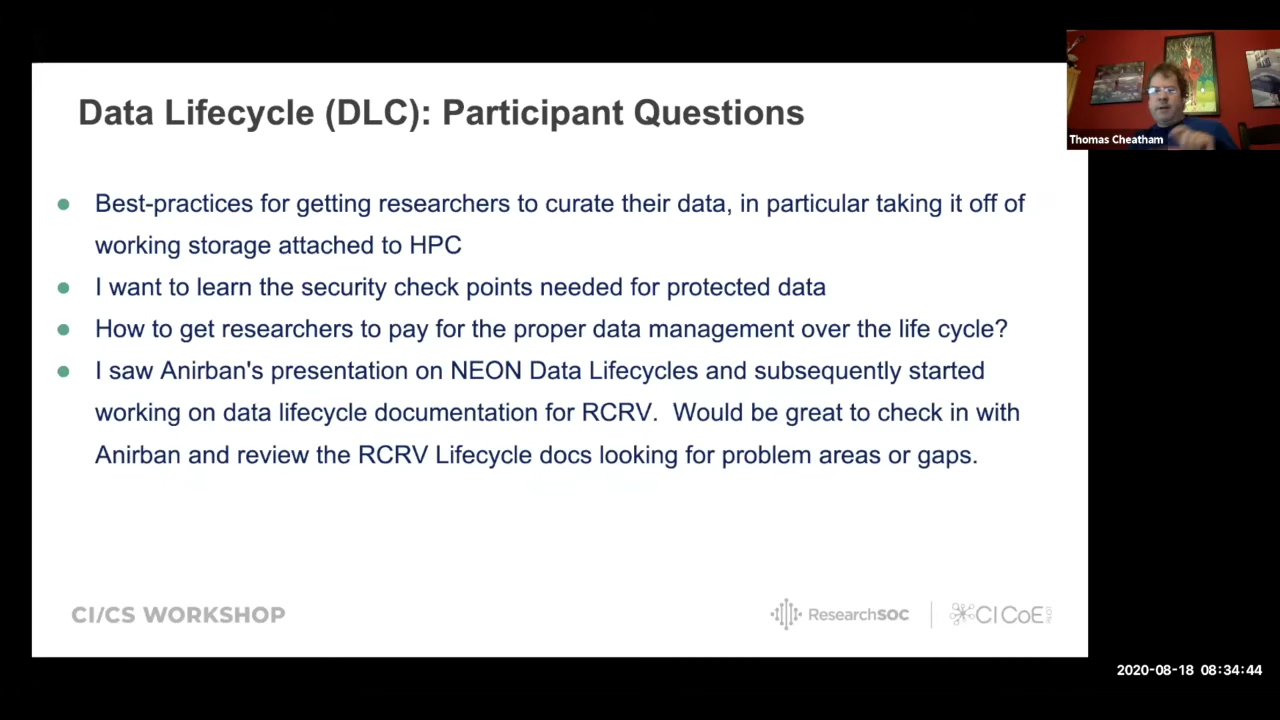 Data Lifecycle (DLC): Participant Questions
Thomas Cheatham
● Best-practices for getting researchers to curate their data, in particular taking it off of
working storage attached to HPC
● I want to learn the security check points needed for protected data
● How to get researchers to pay for the proper data management over the life cycle?
● I saw Anirban's presentation on NEON Data Lifecycles and subsequently started
working on data lifecycle documentation for RCRV.  Would be great to check in with
Anirban and review the RCRV Lifecycle docs looking for problem areas or gaps.
CI/CS WORKSHOP
ResearchSOC
CI CoE
2020-08-18 08:34:44